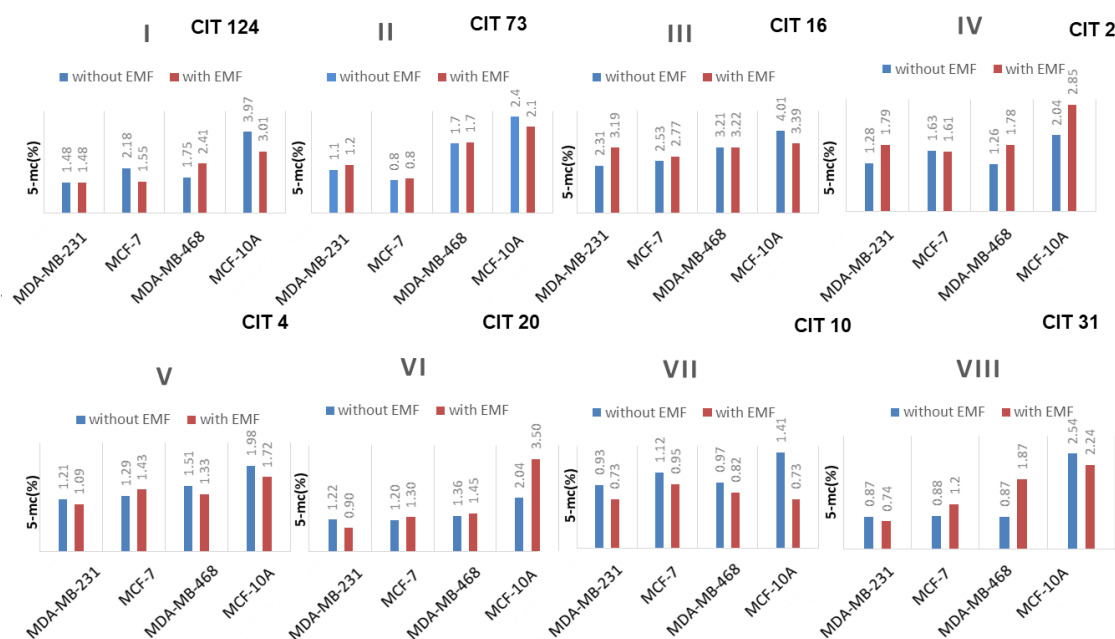 I CIT 124
without EMF with EMF
5-mc(%)
1.48 1.48 2.18 1.55 1.75 2.41 3.97 3.01
MDA-MB-231 MCF-7 MDA-MB-468 MCF-10A
II CIT 73
without EMF with EMF
5-mc(%)
1.1 1.2 0.8 0.8 1.7 1.7 2.4 2.1
MDA-MB-231 MCF-7 MDA-MB-468 MCF-10A
III CIT 16
without EMF with EMF
5-mc(%)
2.31 3.19 2.53 2.77 3.21 3.22 4.01 3.39
MDA-MB-231 MCF-7 MDA-MB-468 MCF-10A
IV CIT 2
without EMF with EMF
5-mc(%)
1.28 1.79 1.63 1.61 1.26 1.78 2.04 2.85
MDA-MB-231 MCF-7 MDA-MB-468 MCF-10A
CIT 4
V
without EMF with EMF
5-mc(%)
1.21 1.09 1.29 1.43 1.51 1.33 1.98 1.72
MDA-MB-231 MCF-7 MDA-MB-468 MCF-10A
CIT 20
VI
without EMF with EMF
5-mc(%)
1.22 0.90 1.20 1.30 1.36 1.45 2.04 3.50
MDA-MB-231 MCF-7 MDA-MB-468 MCF-10A
CIT 10
VII
without EMF with EMF
5-mc(%)
0.93 0.73 1.12 0.95 0.97 0.82 1.41 0.73
MDA-MB-231 MCF-7 MDA-MB-468 MCF-10A
CIT 31
VIII
without EMF with EMF
5-mc(%)
0.87 0.74 0.88 1.2 0.87 1.87 2.54 2.24
MDA-MB-231 MCF-7 MDA-MB-468 MCF-10A